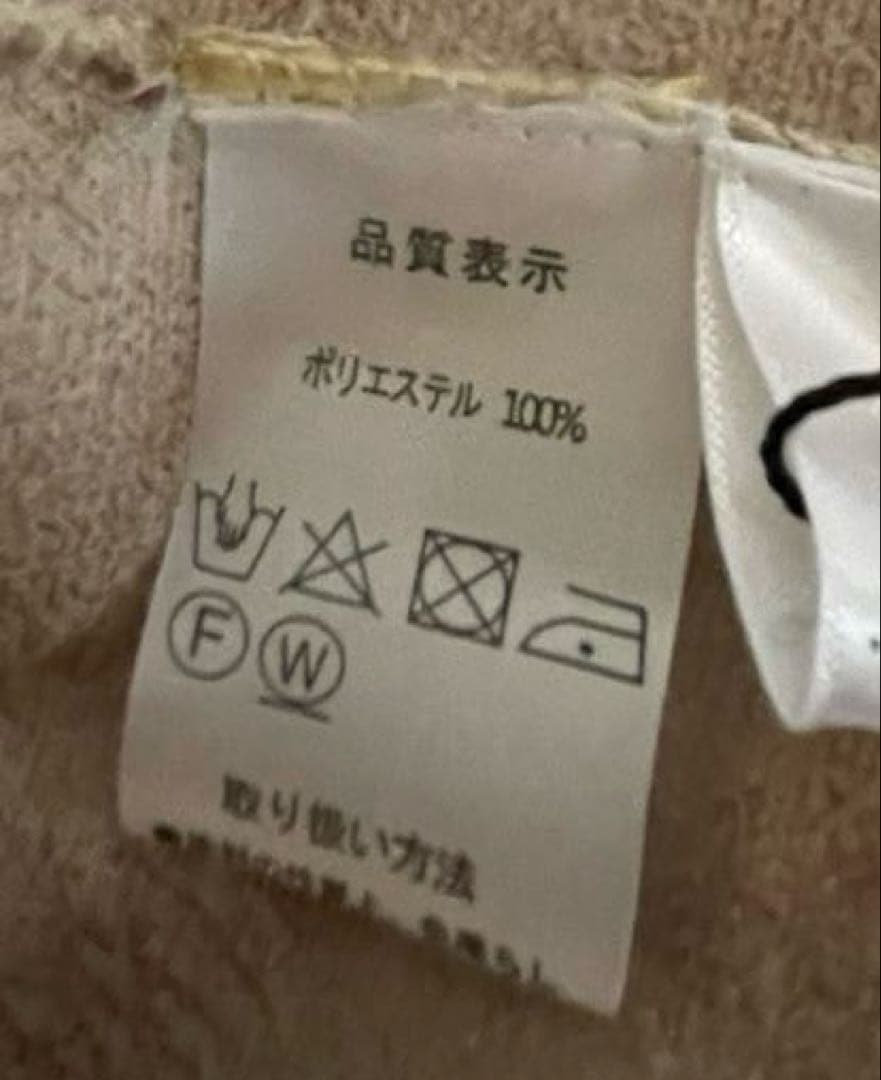 品質表示
ポリエステル 100%
F W
取り扱い方法